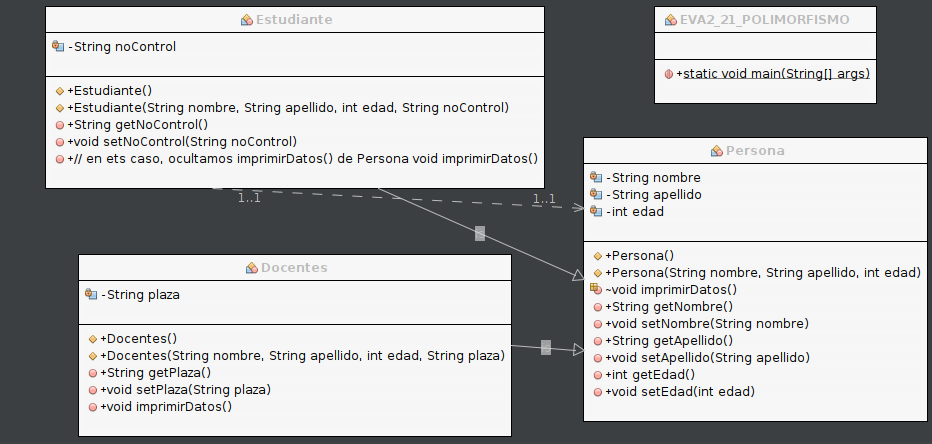 Estudiante
-String noControl
+Estudiante()
+Estudiante(String nombre, String apellido, int edad, String noControl)
+String getNoControl()
+void setNoControl(String noControl)
+// en ets caso, ocultamos imprimirDatos() de Persona void imprimirDatos()
EVA2_21_POLIMORFISMO
+static void main(String[] args)
1..1
1..1
Persona
-String nombre
-String apellido
-int edad
+Persona()
+Persona(String nombre, String apellido, int edad)
~void imprimirDatos()
+String getNombre()
+void setNombre(String nombre)
+String getApellido()
+void setApellido(String apellido)
+int getEdad()
+void setEdad(int edad)
Docentes
-String plaza
+Docentes()
+Docentes(String nombre, String apellido, int edad, String plaza)
+String getPlaza()
+void setPlaza(String plaza)
+void imprimirDatos()